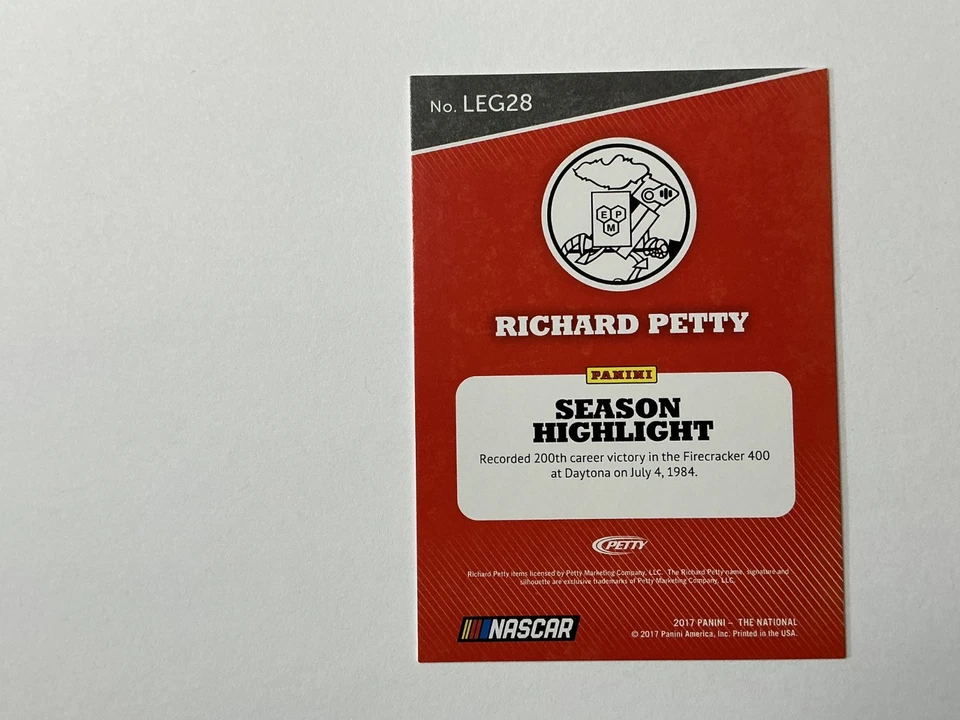 No. LEG28
E P
M
RICHARD PETTY
PANINI
SEASON
HIGHLIGHT
Recorded 200th career victory in the Firecracker 400
at Daytona on July 4, 1984.
PETTY
Richard Petty items licensed by Petty Marketing Company, LLC. The Richard Petty name, signature and
silhouette are exclusive trademarks of Petty Marketing Company, LLC.
NASCAR
2017 PANINI – THE NATIONAL
© 2017 Panini America, Inc. Printed in the USA.